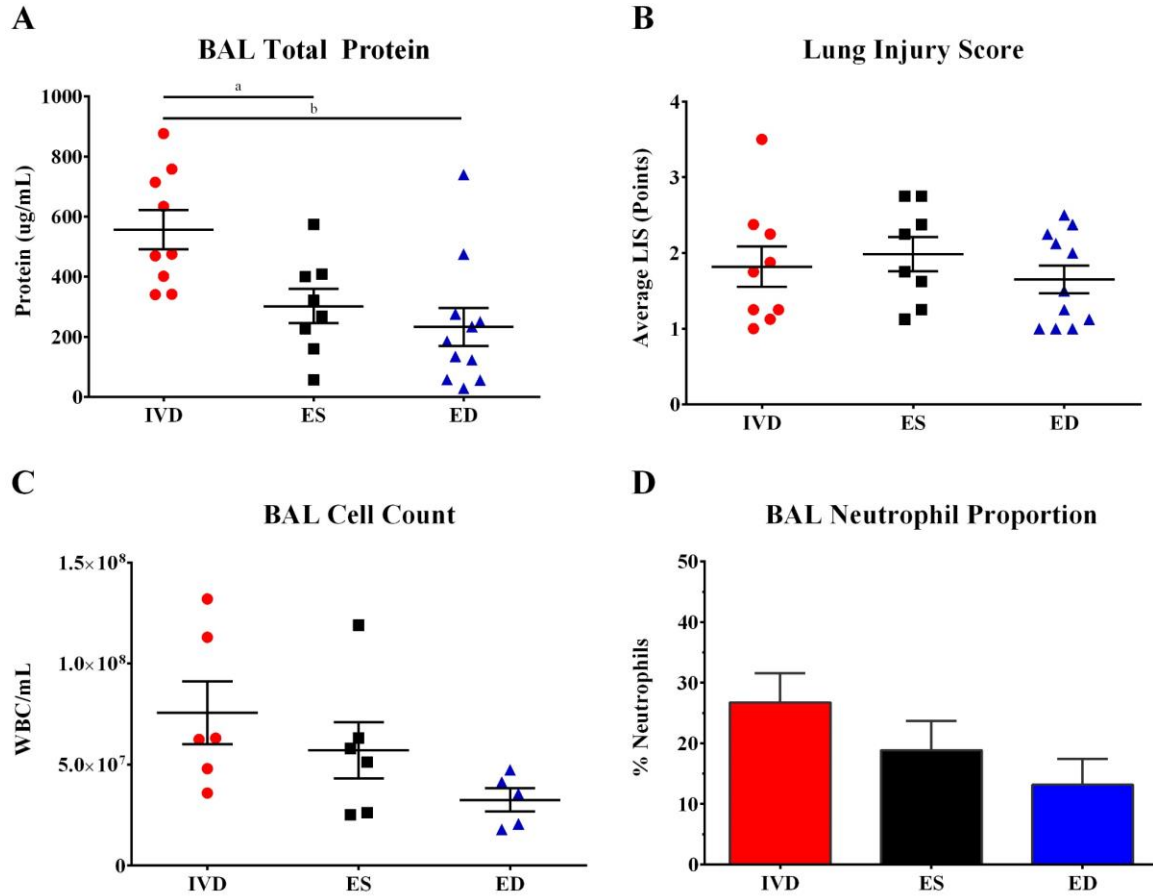 A
BAL Total Protein
a
b
Protein (ug/mL)
1000
800
600
400
200
0
IVD ES ED
B
Lung Injury Score
Average LIS (Points)
4
3
2
1
0
IVD ES ED
C
BAL Cell Count
WBC/mL
1.5×10⁸
1.0×10⁸
5.0×10⁷
0
IVD ES ED
D
BAL Neutrophil Proportion
% Neutrophils
50
40
30
20
10
0
IVD ES ED